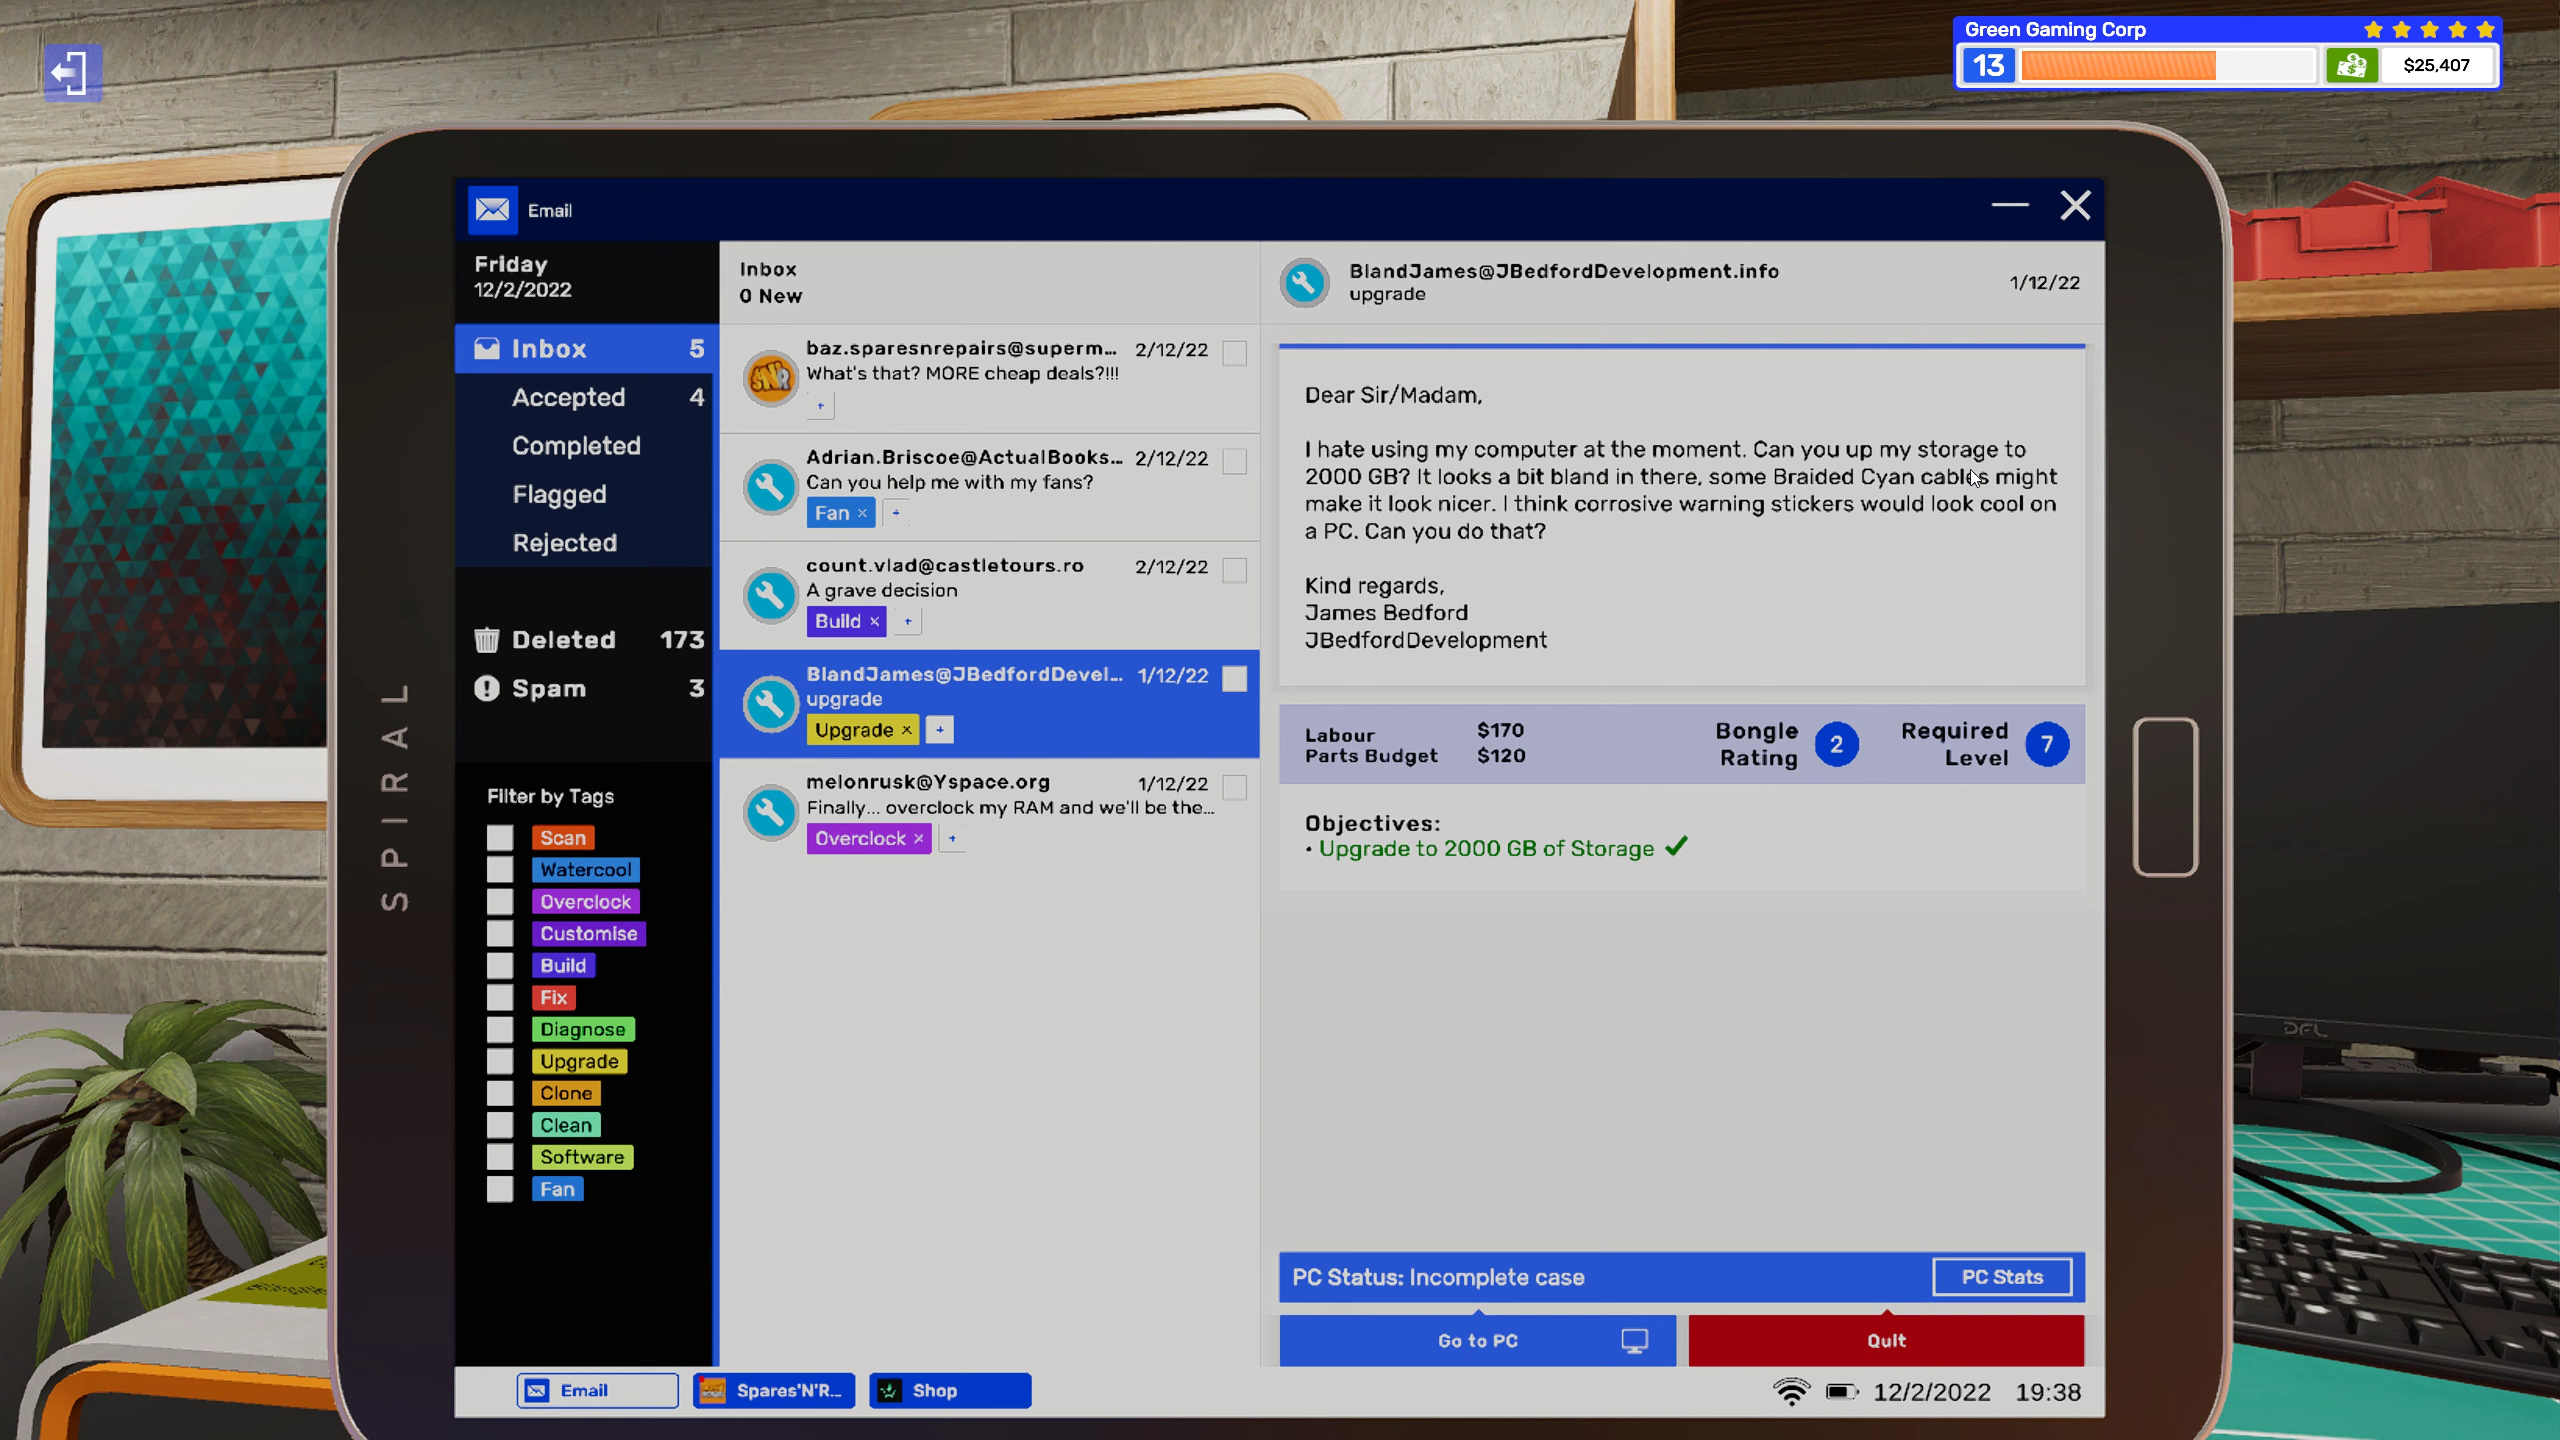 Green Gaming Corp
13
$25,407
SPIRAL
Email
Friday
12/2/2022
Inbox 5
Accepted 4
Completed
Flagged
Rejected
Deleted 173
Spam 3
Filter by Tags
Scan
Watercool
Overclock
Customise
Build
Fix
Diagnose
Upgrade
Clone
Clean
Software
Fan
Inbox
0 New
baz.sparesnrepairs@superm... 2/12/22
What's that? MORE cheap deals?!!!
+
Adrian.Briscoe@ActualBooks... 2/12/22
Can you help me with my fans?
Fan × +
count.vlad@castletours.ro 2/12/22
A grave decision
Build × +
BlandJames@JBedfordDevel... 1/12/22
upgrade
Upgrade × +
melonrusk@Yspace.org 1/12/22
Finally... overclock my RAM and we'll be the...
Overclock × +
BlandJames@JBedfordDevelopment.info
upgrade
1/12/22
Dear Sir/Madam,
I hate using my computer at the moment. Can you up my storage to
2000 GB? It looks a bit bland in there, some Braided Cyan cables might
make it look nicer. I think corrosive warning stickers would look cool on
a PC. Can you do that?
Kind regards,
James Bedford
JBedfordDevelopment
Labour $170
Parts Budget $120
Bongle
Rating 2
Required
Level 7
Objectives:
• Upgrade to 2000 GB of Storage ✔
PC Status: Incomplete case
PC Stats
Go to PC
Quit
Email
Spares'N'R...
Shop
12/2/2022 19:38
DFL